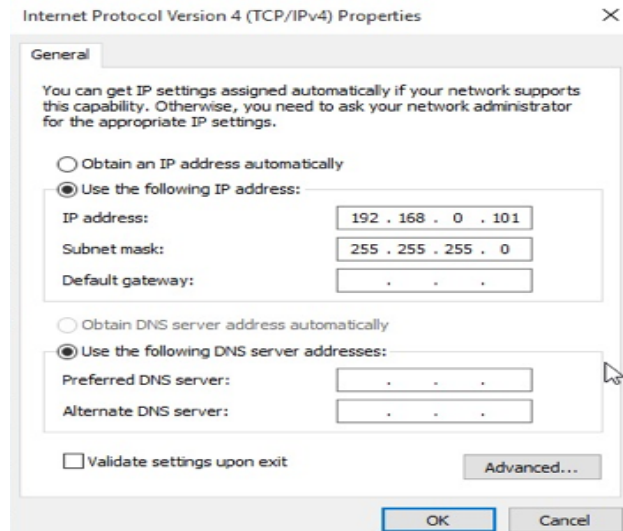 Internet Protocol Version 4 (TCP/IPv4) Properties
General
You can get IP settings assigned automatically if your network supports
this capability. Otherwise, you need to ask your network administrator
for the appropriate IP settings.
Obtain an IP address automatically
Use the following IP address:
IP address: 192 . 168 . 0 . 101
Subnet mask: 255 . 255 . 255 . 0
Default gateway: . . .
Obtain DNS server address automatically
Use the following DNS server addresses:
Preferred DNS server: . . .
Alternate DNS server: . . .
Validate settings upon exit Advanced...
OK Cancel